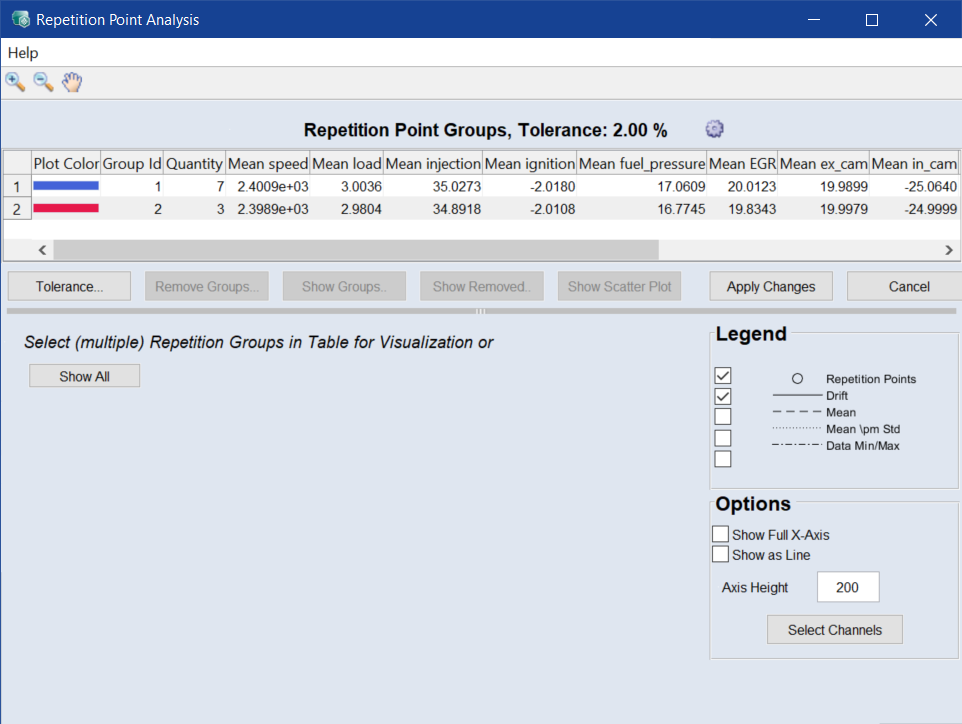 Repetition Point Analysis
Help
Repetition Point Groups, Tolerance: 2.00 %
Plot Color Group Id Quantity Mean speed Mean load Mean injection Mean ignition Mean fuel_pressure Mean EGR Mean ex_cam Mean in_cam
1 1 7 2.4009e+03 3.0036 35.0273 -2.0180 17.0609 20.0123 19.9899 -25.0640
2 2 3 2.3989e+03 2.9804 34.8918 -2.0108 16.7745 19.8343 19.9979 -24.9999
Tolerance... Remove Groups... Show Groups.. Show Removed.. Show Scatter Plot Apply Changes Cancel
Select (multiple) Repetition Groups in Table for Visualization or
Show All
Legend
Repetition Points
Drift
Mean
Mean \pm Std
Data Min/Max
Options
Show Full X-Axis
Show as Line
Axis Height 200
Select Channels